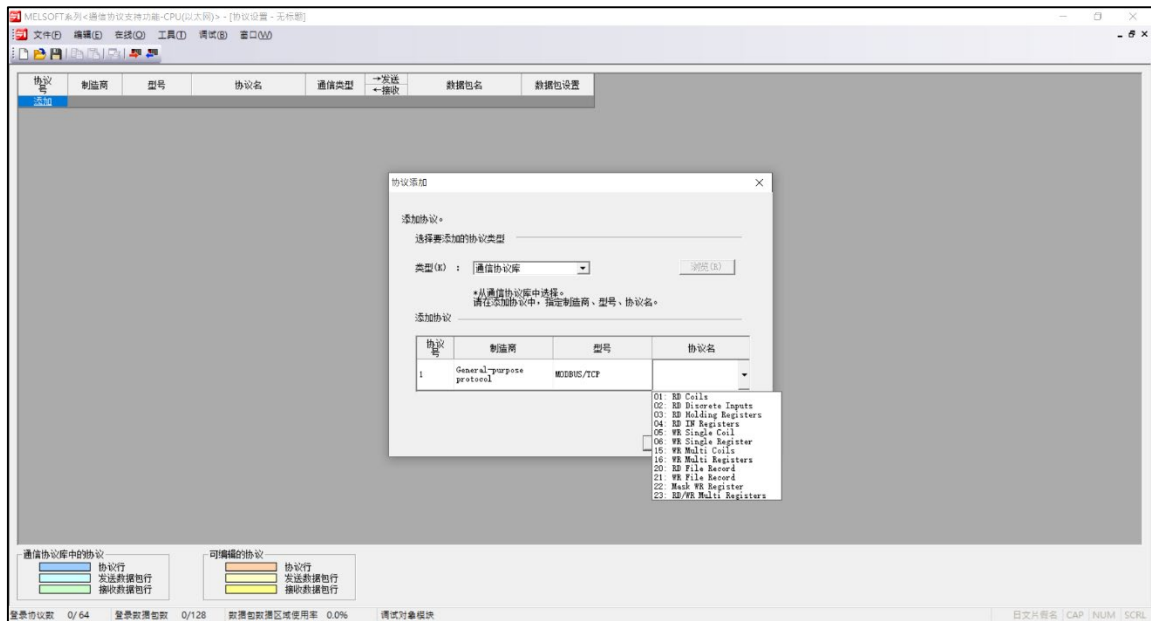 MELSOFT系列<通信协议支持功能-CPU(以太网)> - [协议设置 - 无标题]
文件(F) 编辑(E) 在线(O) 工具(T) 调试(B) 窗口(W)
协议号 制造商 型号 协议名 通信类型 →发送 ←接收 数据包名 数据包设置
添加
协议添加
添加协议。
选择要添加的协议类型
类型(K) : 通信协议库 浏览(R)
*从通信协议库中选择。
请在添加协议中,指定制造商、型号、协议名。
添加协议
协议号 制造商 型号 协议名
1 General-purpose protocol MODBUS/TCP
01: RD Coils
02: RD Discrete Inputs
03: RD Holding Registers
04: RD IN Registers
05: WR Single Coil
06: WR Single Register
15: WR Multi Coils
16: WR Multi Registers
20: RD File Record
21: WR File Record
22: Mask WR Register
23: RD/WR Multi Registers
通信协议库中的协议 可编辑的协议
协议行 协议行
发送数据包行 发送数据包行
接收数据包行 接收数据包行
登录协议数 0/64 登录数据包数 0/128 数据包数据区域使用率 0.0% 调试对象模块 日文片假名 CAP NUM SCRL